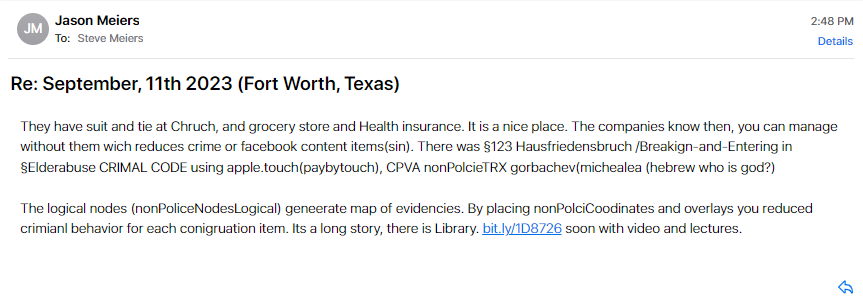 JM
Jason Meiers
2:48 PM
To: Steve Meiers
Details
Re: September, 11th 2023 (Fort Worth, Texas)
They have suit and tie at Chruch, and grocery store and Health insurance. It is a nice place. The companies know then, you can manage
without them wich reduces crime or facebook content items(sin). There was §123 Hausfriedensbruch /Breakign-and-Entering in
§Elderabuse CRIMAL CODE using apple.touch(paybytouch), CPVA nonPolcieTRX gorbachev(michealea (hebrew who is god?)
The logical nodes (nonPoliceNodesLogical) geneerate map of evidencies. By placing nonPolciCoodinates and overlays you reduced
crimianl behavior for each conigruation item. Its a long story, there is Library. bit.ly/1D8726 soon with video and lectures.